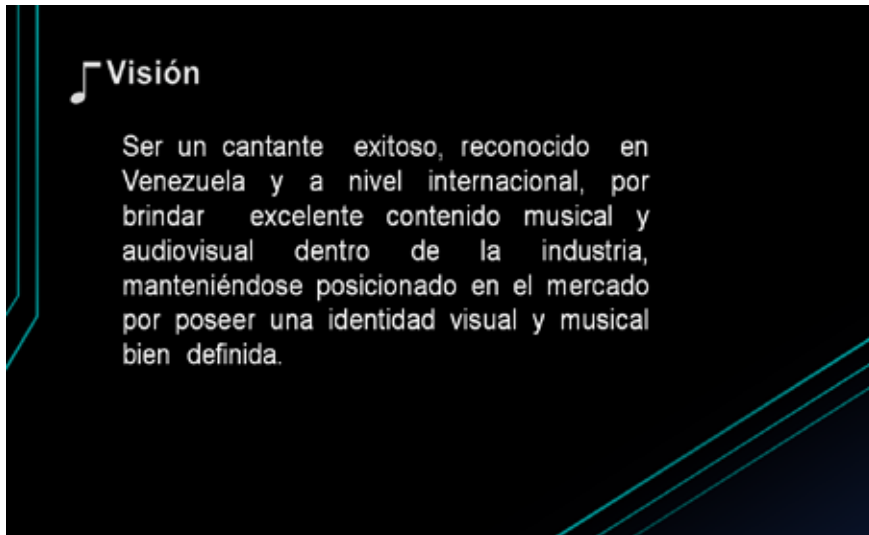 Visión
Ser un cantante exitoso, reconocido en
Venezuela y a nivel internacional, por
brindar excelente contenido musical y
audiovisual dentro de la industria,
manteniéndose posicionado en el mercado
por poseer una identidad visual y musical
bien definida.